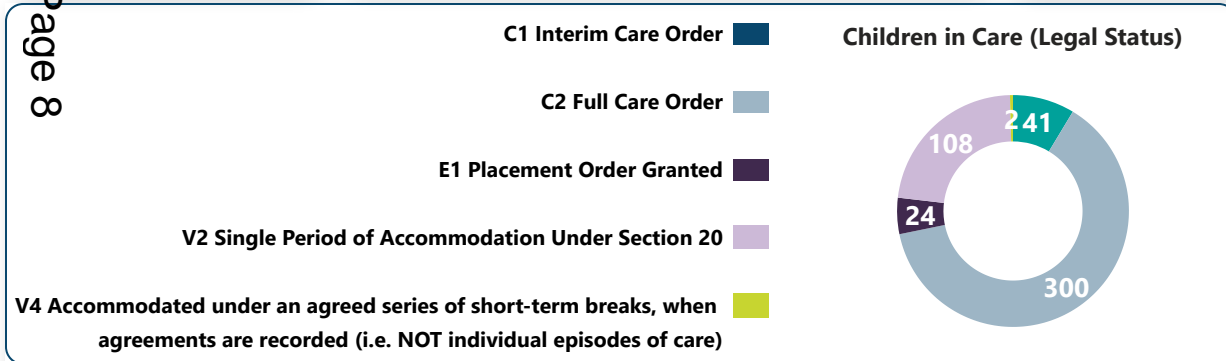 age 8
C1 Interim Care Order
C2 Full Care Order
E1 Placement Order Granted
V2 Single Period of Accommodation Under Section 20
V4 Accommodated under an agreed series of short-term breaks, when
agreements are recorded (i.e. NOT individual episodes of care)
Children in Care (Legal Status)
2 41
108
24
300